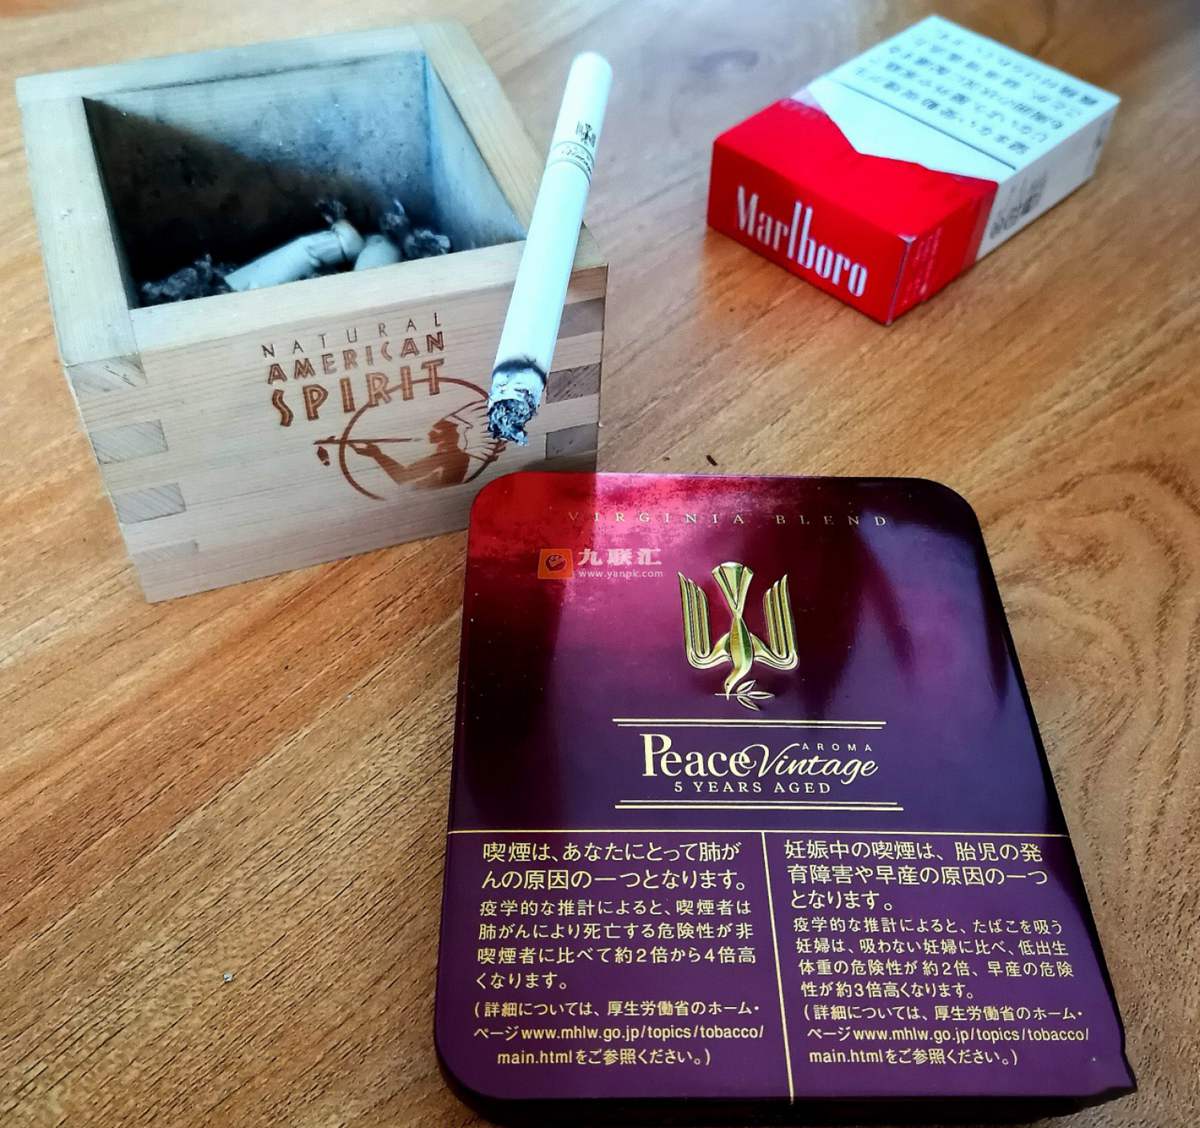 NATURAL
AMERICAN
SPIRIT
Marlboro
VIRGINIA BLEND
九联汇
www.yanpk.com
Peace AROMA
Vintage
5 YEARS AGED
喫煙は、あなたにとって肺が
んの原因の一つとなります。
疫学的な推計によると、喫煙者は
肺がんにより死亡する危険性が非
喫煙者に比べて約2倍から4倍高
くなります。
(詳細については、厚生労働省のホーム・
ページwww.mhlw.go.jp/topics/tobacco/
main.htmlをご参照ください。)
妊娠中の喫煙は、胎児の発
育障害や早産の原因の一つ
となります。
疫学的な推計によると、たばこを吸う
妊婦は、吸わない妊婦に比べ、低出生
体重の危険性が約2倍、早産の危険
性が約3倍高くなります。
(詳細については、厚生労働省のホーム・
ページwww.mhlw.go.jp/topics/tobacco/
main.htmlをご参照ください。)